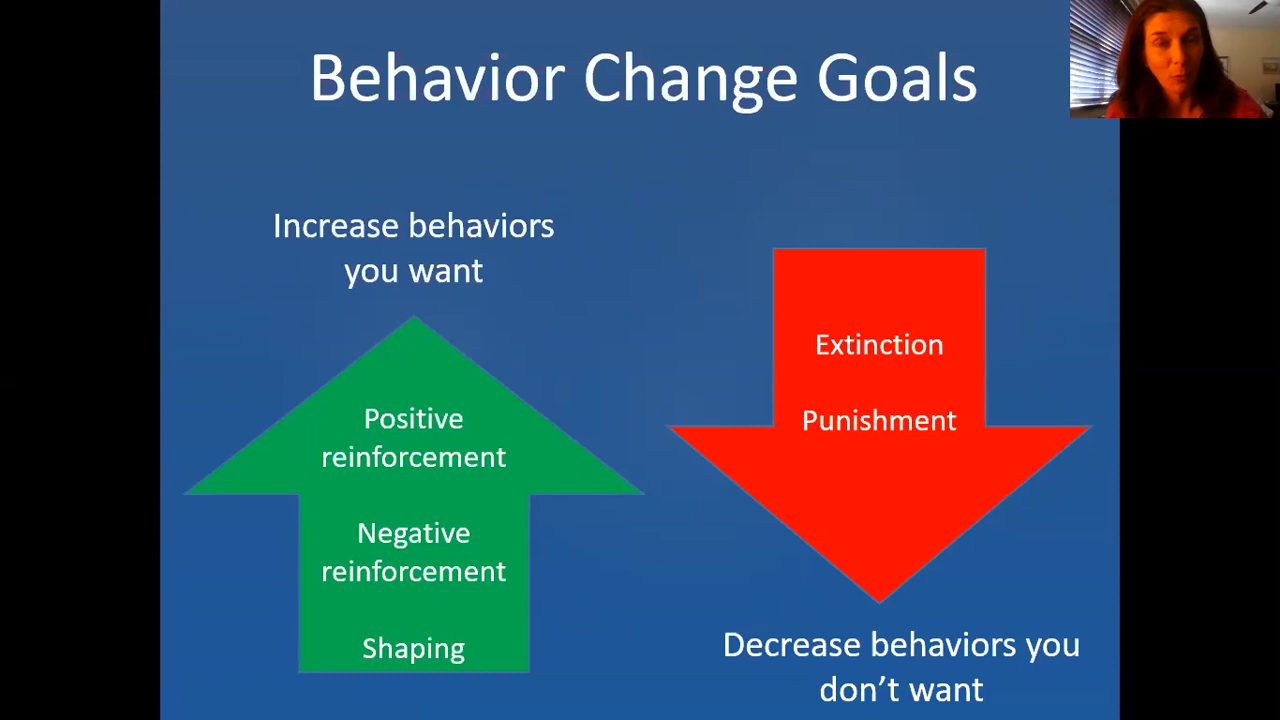 Behavior Change Goals
Increase behaviors
you want
Positive
reinforcement
Negative
reinforcement
Shaping
Extinction
Punishment
Decrease behaviors you
don’t want